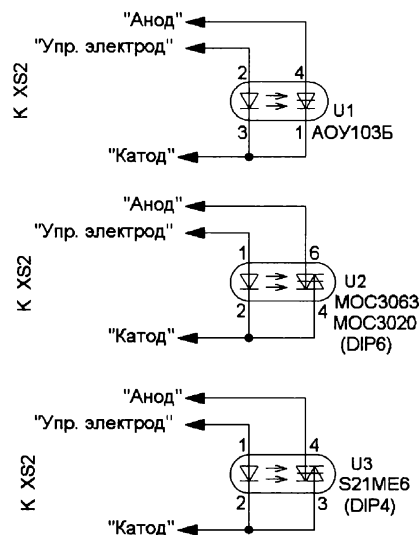 "Анод"
"Упр. электрод"
К XS2
2
4
3
1
U1
АОУ103Б
"Катод"
"Анод"
"Упр. электрод"
К XS2
1
6
2
4
U2
MOC3063
MOC3020
(DIP6)
"Катод"
"Анод"
"Упр. электрод"
К XS2
1
4
2
3
U3
S21ME6
(DIP4)
"Катод"